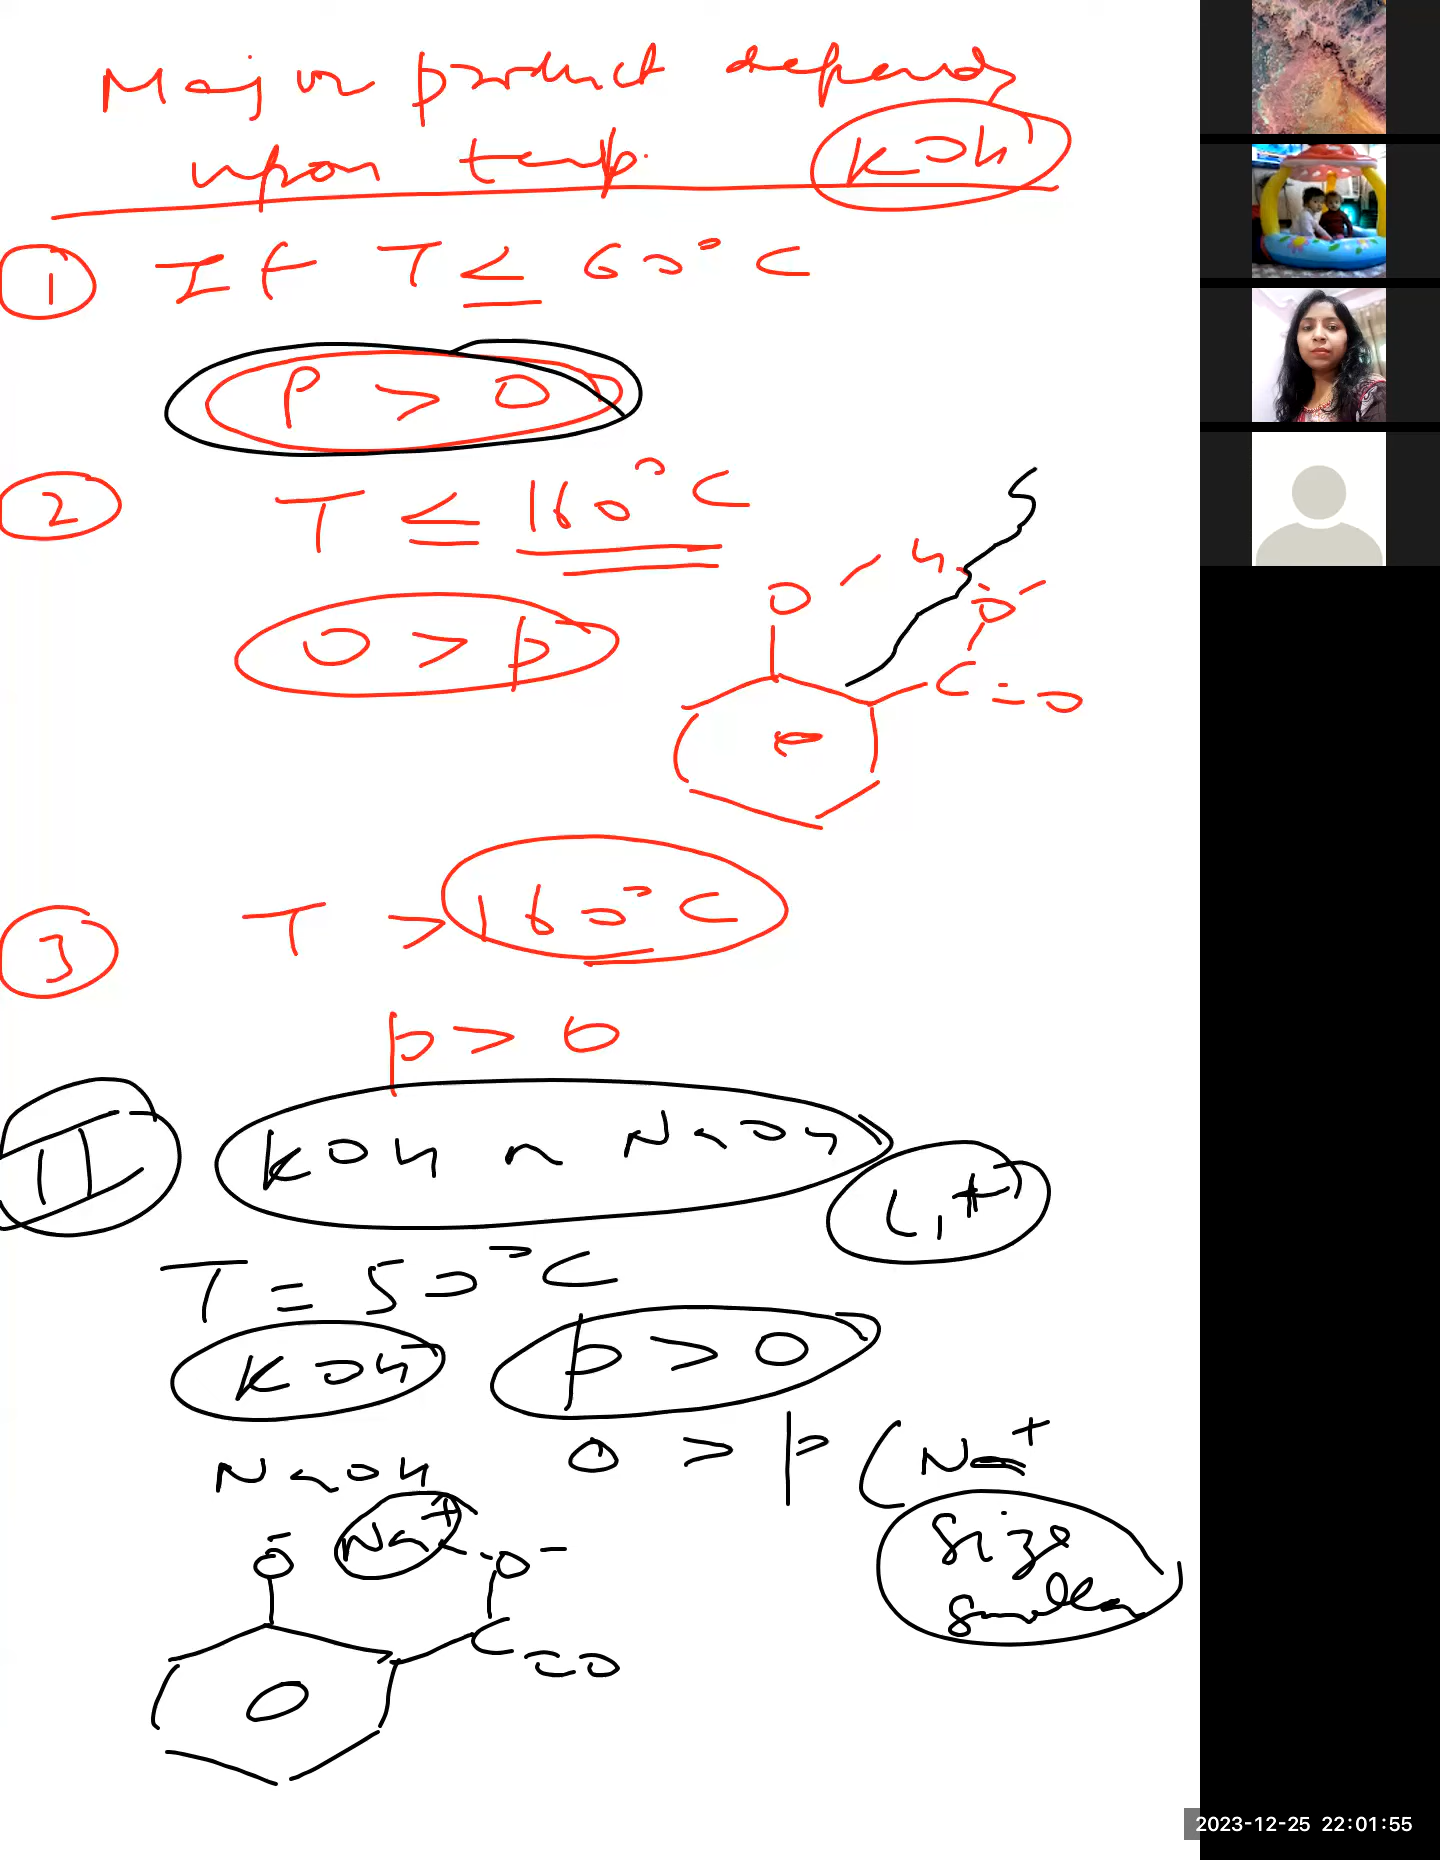 Major product depends
upon temp. KOH
① If T ≤ 60°C
P > O
② T ≤ 160°C
O > p
O - H
O -
C = O
③ T > 160°C
p > o
II KOH or NaOH
Li+
T = 50°C
KOH p > o
NaOH o > p (Na+
size
smaller
Na+
O- O-
C = O
2023-12-25 22:01:55